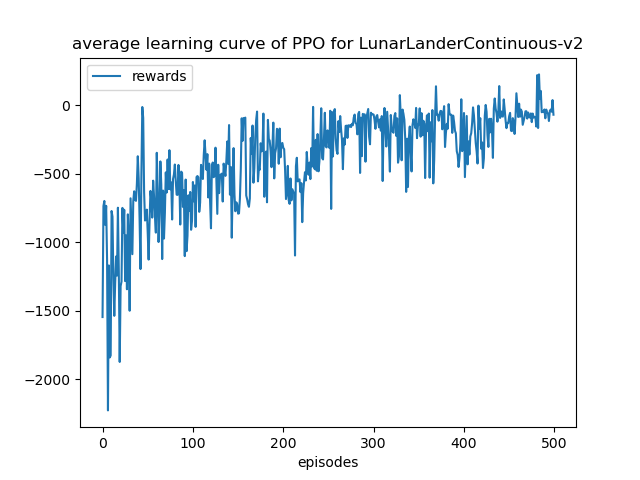 average learning curve of PPO for LunarLanderContinuous-v2
rewards
0
−500
−1000
−1500
−2000
0 100 200 300 400 500
episodes